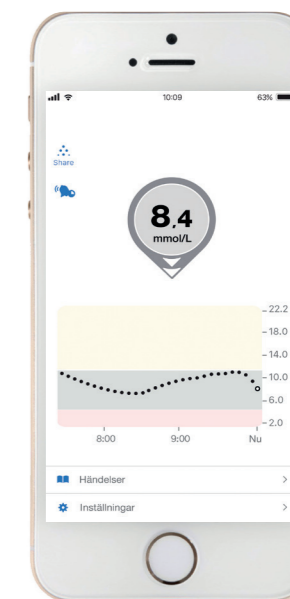 10:09
63%
Share
8,4
mmol/L
22.2
18.0
14.0
10.0
6.0
2.0
8:00
9:00
Nu
Händelser
Inställningar